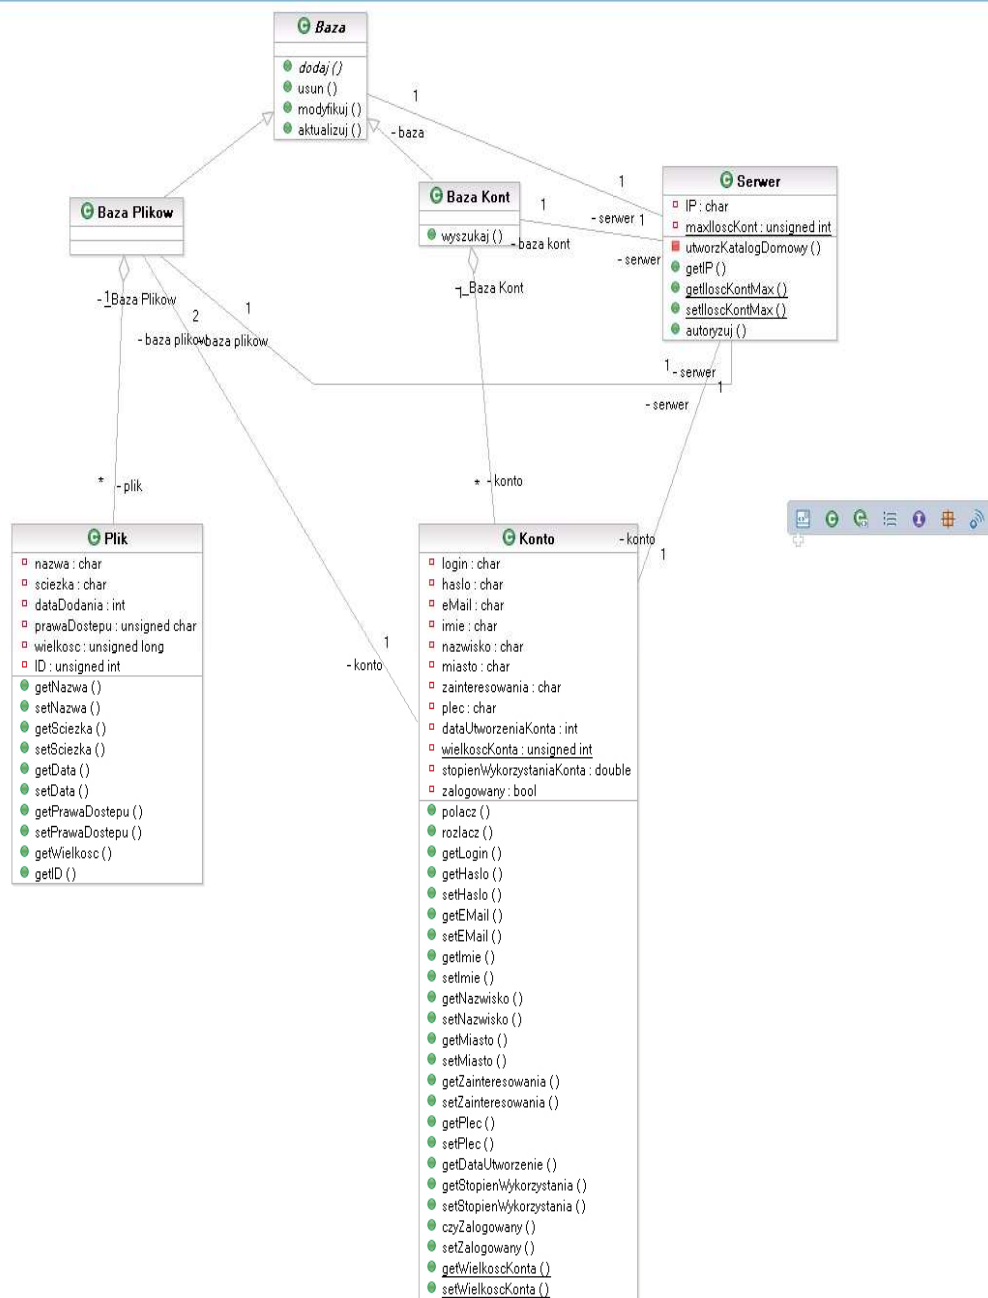 Baza
dodaj ()
usun ()
modyfikuj ()
aktualizuj ()
1
- baza
1
Serwer
IP : char
maxIloscKont : unsigned int
utworzKatalogDomowy ()
getIP ()
getIloscKontMax ()
setIloscKontMax ()
autoryzuj ()
Baza Plikow
Baza Kont
wyszukaj ()
1
- serwer
1
- baza kont
- serwer
- Baza Plikow
1
- Baza Kont
1
2
1
- baza plikow
- baza plikow
1
- serwer
1
- serwer
*
- plik
*
- konto
Plik
nazwa : char
sciezka : char
dataDodania : int
prawaDostepu : unsigned char
wielkosc : unsigned long
ID : unsigned int
getNazwa ()
setNazwa ()
getSciezka ()
setSciezka ()
getData ()
setData ()
getPrawaDostepu ()
setPrawaDostepu ()
getWielkosc ()
getID ()
1
- konto
Konto
- konto
1
login : char
haslo : char
eMail : char
imie : char
nazwisko : char
miasto : char
zainteresowania : char
plec : char
dataUtworzeniaKonta : int
wielkoscKonta : unsigned int
stopienWykorzystaniaKonta : double
zalogowany : bool
polacz ()
rozlacz ()
getLogin ()
getHaslo ()
setHaslo ()
getEMail ()
setEMail ()
getImie ()
setImie ()
getNazwisko ()
setNazwisko ()
getMiasto ()
setMiasto ()
getZainteresowania ()
setZainteresowania ()
getPlec ()
setPlec ()
getDataUtworzenie ()
getStopienWykorzystania ()
setStopienWykorzystania ()
czyZalogowany ()
setZalogowany ()
getWielkoscKonta ()
setWielkoscKonta ()